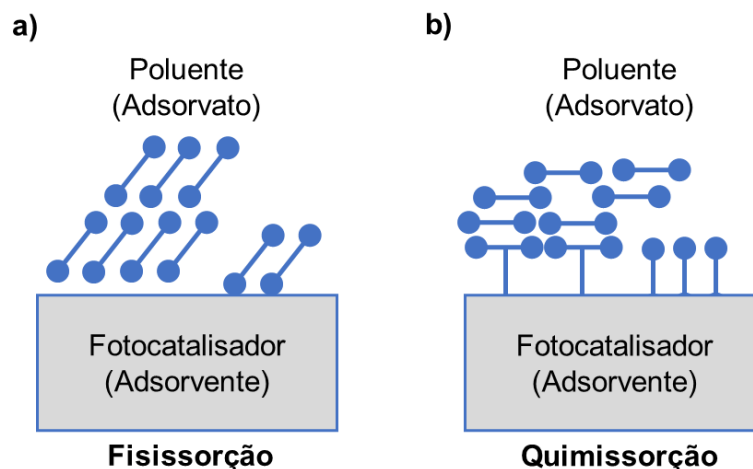 a)
Poluente
(Adsorvato)
Fotocatalisador
(Adsorvente)
Fisissorção
b)
Poluente
(Adsorvato)
Fotocatalisador
(Adsorvente)
Quimissorção